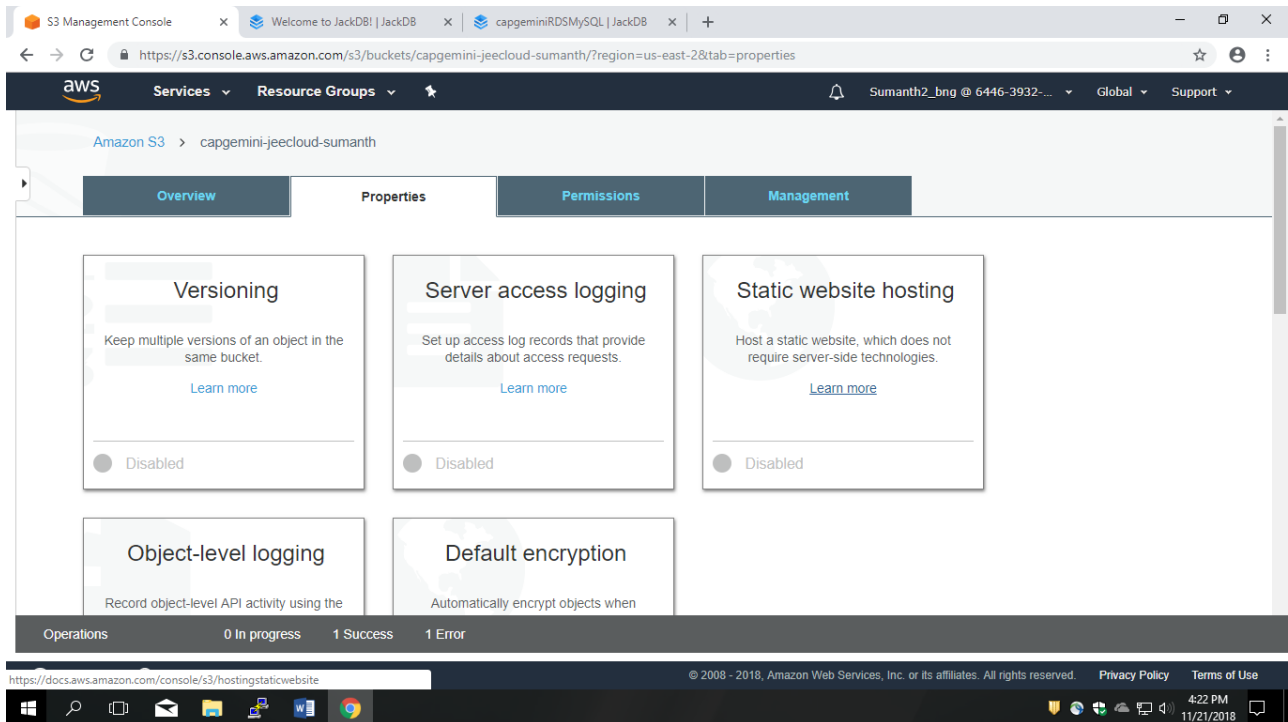 S3 Management Console
Welcome to JackDB! | JackDB
capgeminiRDSMySQL | JackDB
https://s3.console.aws.amazon.com/s3/buckets/capgemini-jeecloud-sumanth/?region=us-east-2&tab=properties
aws
Services
Resource Groups
Sumanth2_bng @ 6446-3932-...
Global
Support
Amazon S3 > capgemini-jeecloud-sumanth
Overview
Properties
Permissions
Management
Versioning
Keep multiple versions of an object in the
same bucket.
Learn more
Disabled
Server access logging
Set up access log records that provide
details about access requests.
Learn more
Disabled
Static website hosting
Host a static website, which does not
require server-side technologies.
Learn more
Disabled
Object-level logging
Record object-level API activity using the
Default encryption
Automatically encrypt objects when
Operations
0 In progress
1 Success
1 Error
https://docs.aws.amazon.com/console/s3/hostingstaticwebsite
© 2008 - 2018, Amazon Web Services, Inc. or its affiliates. All rights reserved.
Privacy Policy
Terms of Use
4:22 PM
11/21/2018